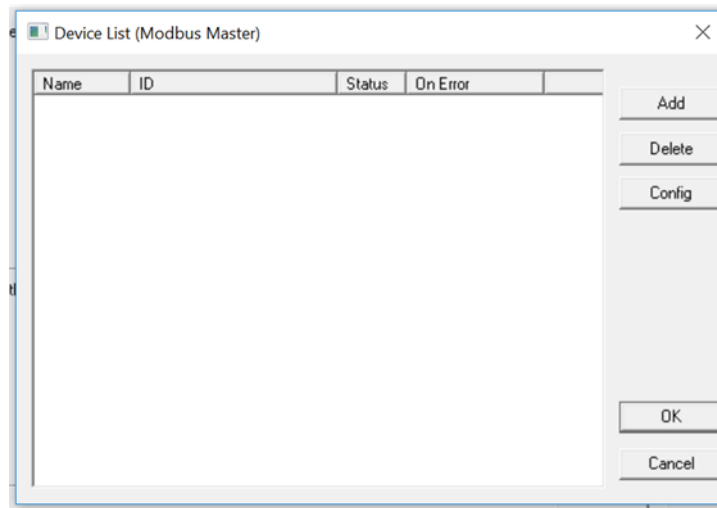 Device List (Modbus Master)
Name ID Status On Error
Add
Delete
Config
OK
Cancel